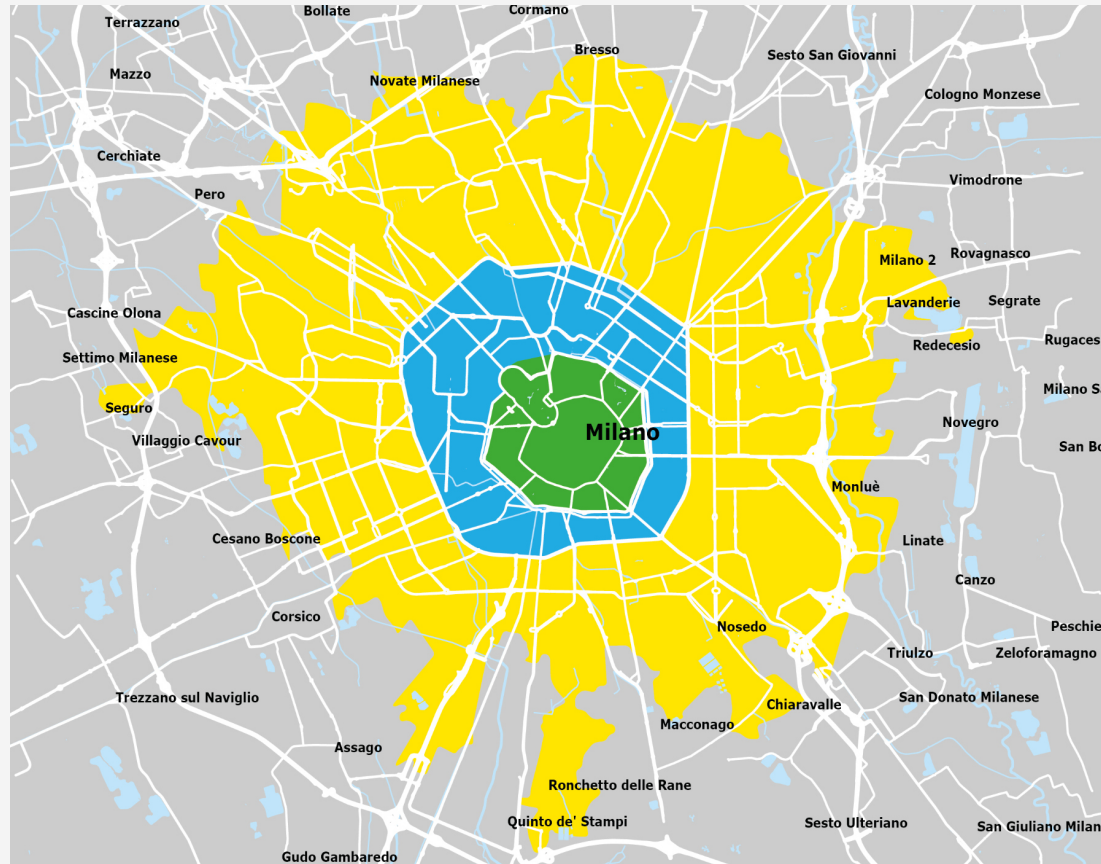 Bollate
Cormano
Terrazzano
Bresso
Sesto San Giovanni
Mazzo
Novate Milanese
Cologno Monzese
Cerchiate
Vimodrone
Pero
Rovagnasco
Milano 2
Lavanderie
Segrate
Cascine Olona
Redecesio
Rugaces
Settimo Milanese
Milano S
Seguro
Novegro
Villaggio Cavour
Milano
San Bo
Monluè
Cesano Boscone
Linate
Canzo
Corsico
Nosedo
Peschie
Triulzo
Zeloforamagno
Trezzano sul Naviglio
San Donato Milanese
Chiaravalle
Macconago
Assago
Ronchetto delle Rane
Quinto de' Stampi
Sesto Ulteriano
San Giuliano Milan
Gudo Gambaredo